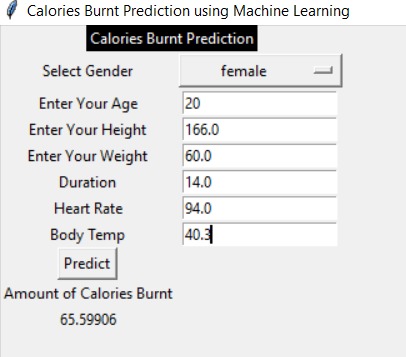 Calories Burnt Prediction using Machine Learning
Calories Burnt Prediction
Select Gender female
Enter Your Age 20
Enter Your Height 166.0
Enter Your Weight 60.0
Duration 14.0
Heart Rate 94.0
Body Temp 40.3
Predict
Amount of Calories Burnt
65.59906